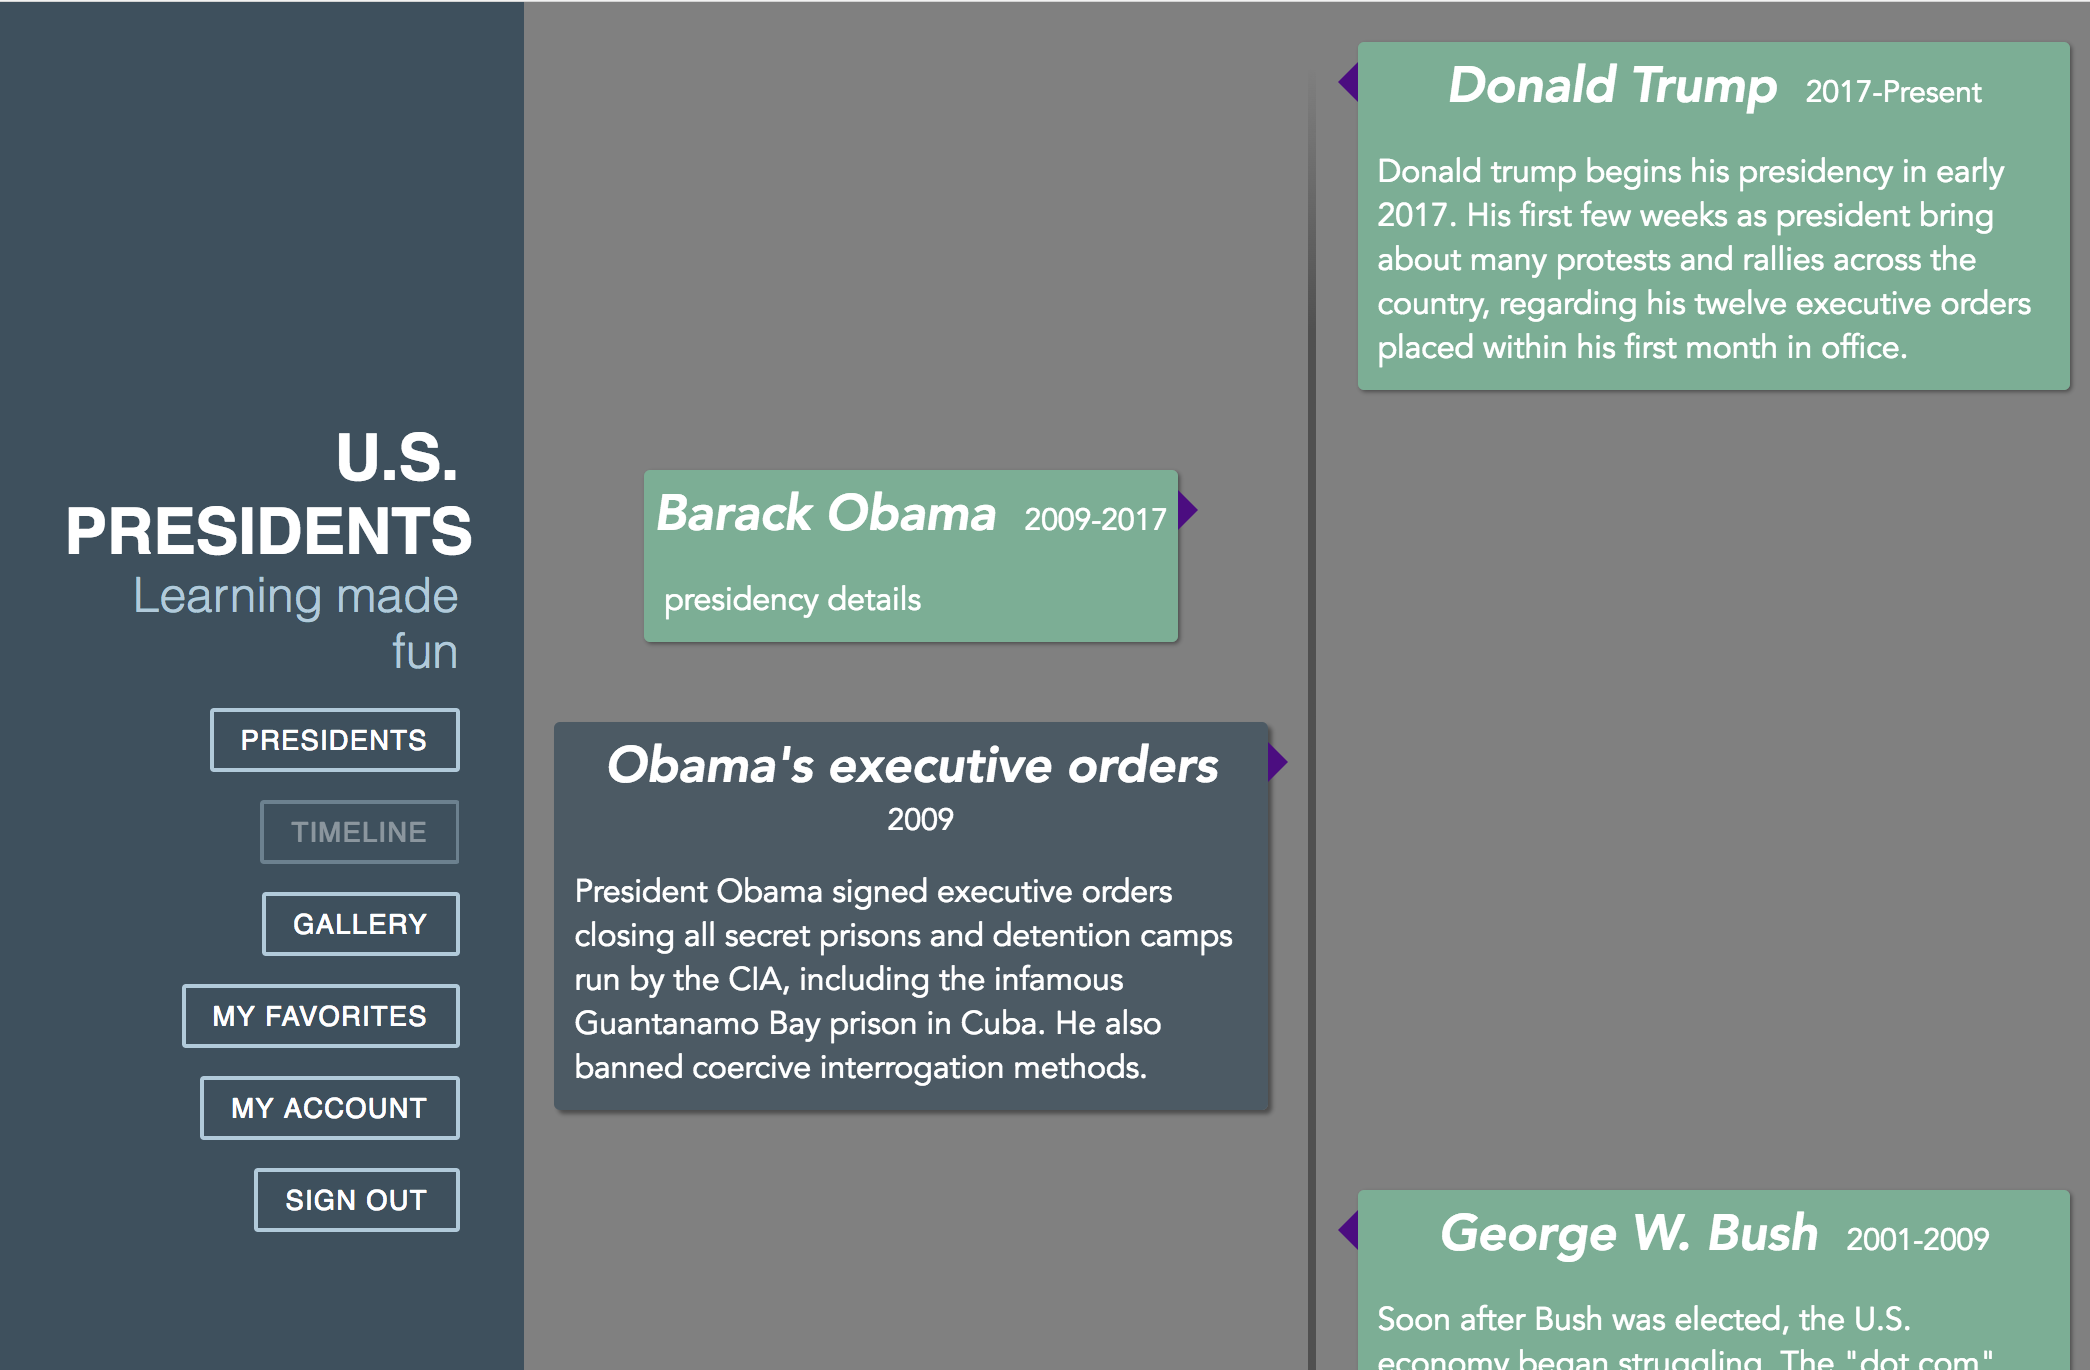 U.S.
PRESIDENTS
Learning made
fun
PRESIDENTS
TIMELINE
GALLERY
MY FAVORITES
MY ACCOUNT
SIGN OUT
Donald Trump 2017-Present
Donald trump begins his presidency in early
2017. His first few weeks as president bring
about many protests and rallies across the
country, regarding his twelve executive orders
placed within his first month in office.
Barack Obama 2009-2017
presidency details
Obama's executive orders
2009
President Obama signed executive orders
closing all secret prisons and detention camps
run by the CIA, including the infamous
Guantanamo Bay prison in Cuba. He also
banned coercive interrogation methods.
George W. Bush 2001-2009
Soon after Bush was elected, the U.S.
economy began struggling. The "dot com"